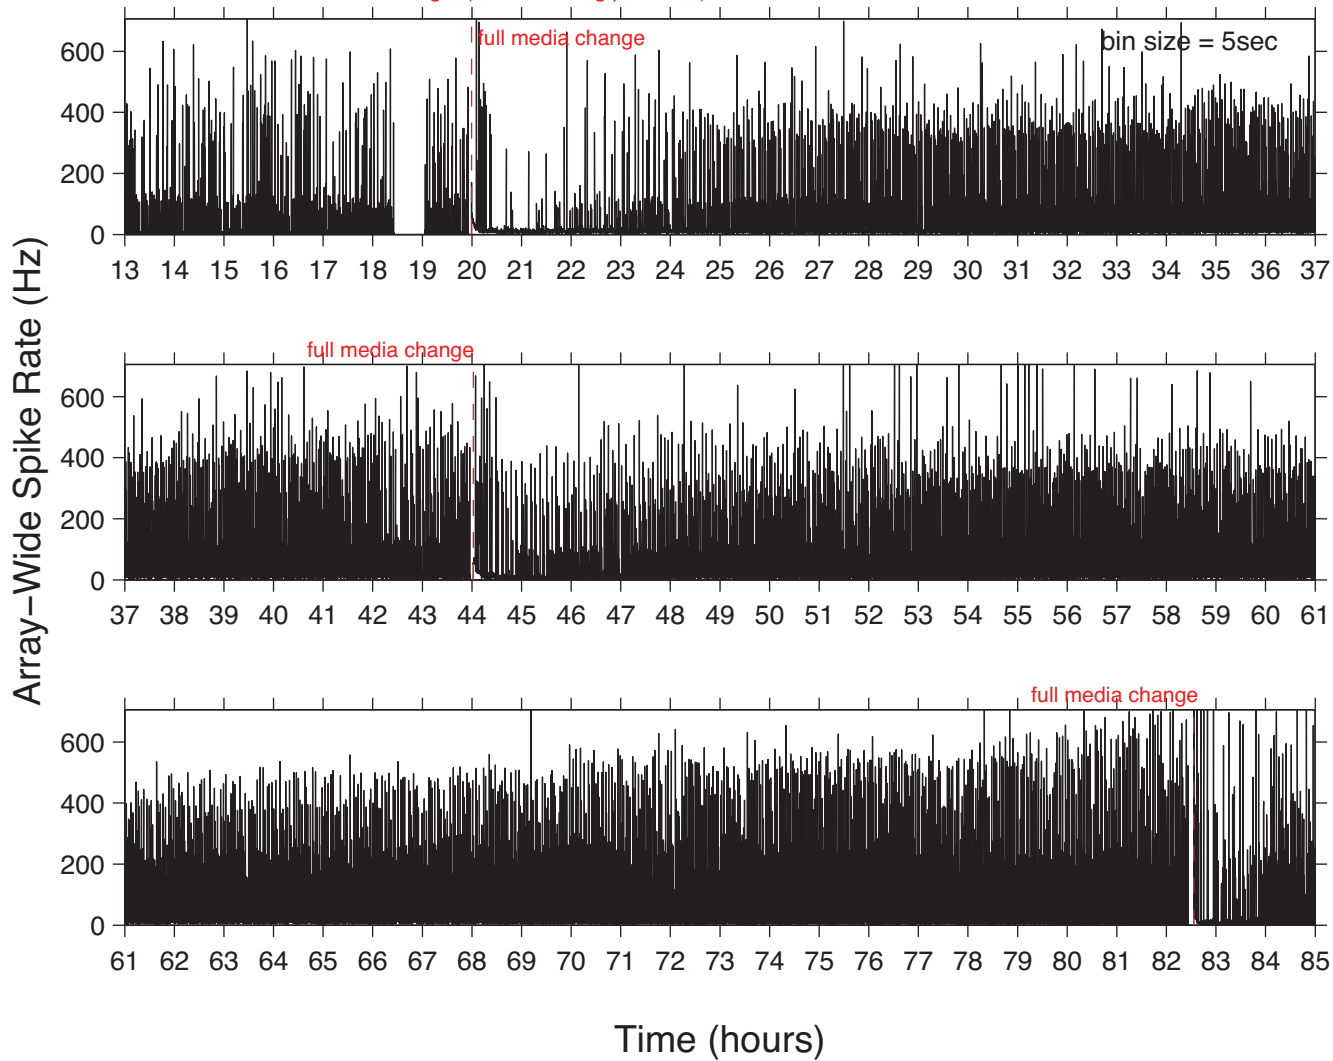 full media change
bin size = 5sec
600
400
200
0
13 14 15 16 17 18 19 20 21 22 23 24 25 26 27 28 29 30 31 32 33 34 35 36 37
full media change
600
400
200
0
37 38 39 40 41 42 43 44 45 46 47 48 49 50 51 52 53 54 55 56 57 58 59 60 61
full media change
600
400
200
0
61 62 63 64 65 66 67 68 69 70 71 72 73 74 75 76 77 78 79 80 81 82 83 84 85
Array-Wide Spike Rate (Hz)
Time (hours)